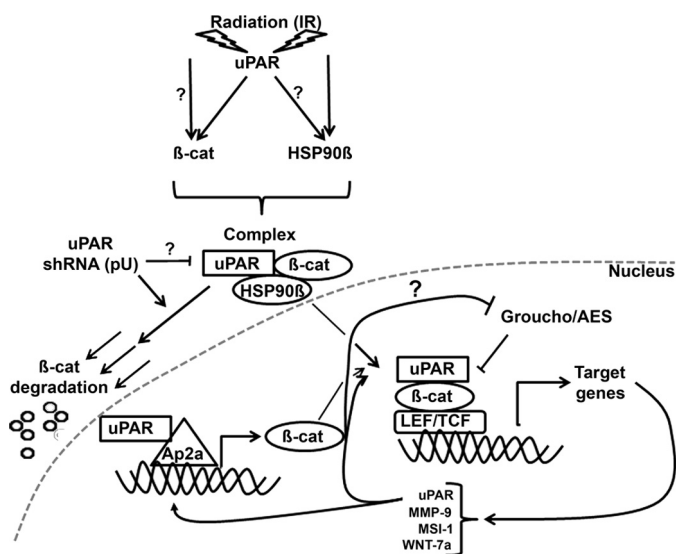 Radiation (IR)
uPAR
?
?
ß-cat
HSP90ß
Complex
uPAR
shRNA (pU)
?
uPAR
ß-cat
HSP90ß
Nucleus
?
Groucho/AES
ß-cat
degradation
uPAR
ß-cat
LEF/TCF
Target
genes
uPAR
Ap2a
ß-cat
?
uPAR
MMP-9
MSI-1
WNT-7a